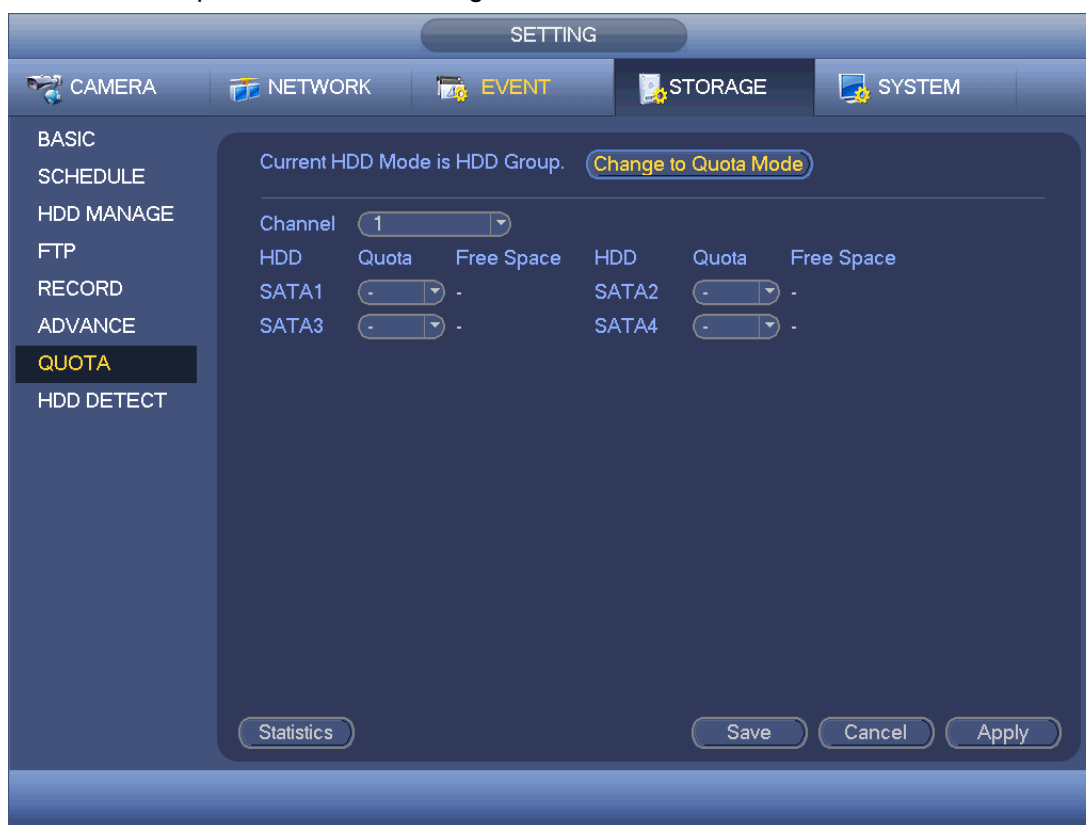 SETTING
CAMERA NETWORK EVENT STORAGE SYSTEM
BASIC
SCHEDULE
HDD MANAGE
FTP
RECORD
ADVANCE
QUOTA
HDD DETECT
Current HDD Mode is HDD Group. Change to Quota Mode
Channel 1
HDD Quota Free Space HDD Quota Free Space
SATA1 - - SATA2 - -
SATA3 - - SATA4 - -
Statistics Save Cancel Apply